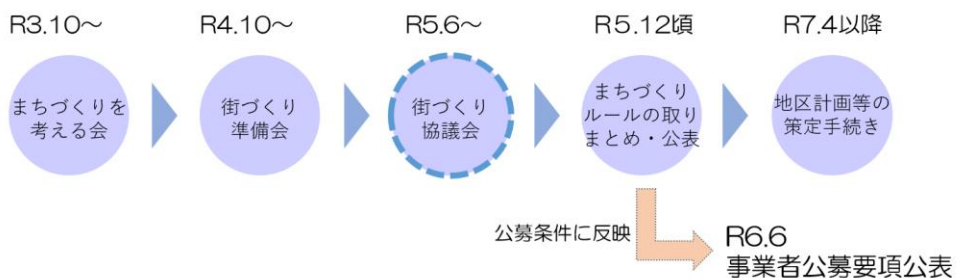 R3.10～
R4.10～
R5.6～
R5.12頃
R7.4以降
まちづくりを
考える会
街づくり
準備会
街づくり
協議会
まちづくり
ルールの取り
まとめ・公表
地区計画等の
策定手続き
公募条件に反映
R6.6
事業者公募要項公表